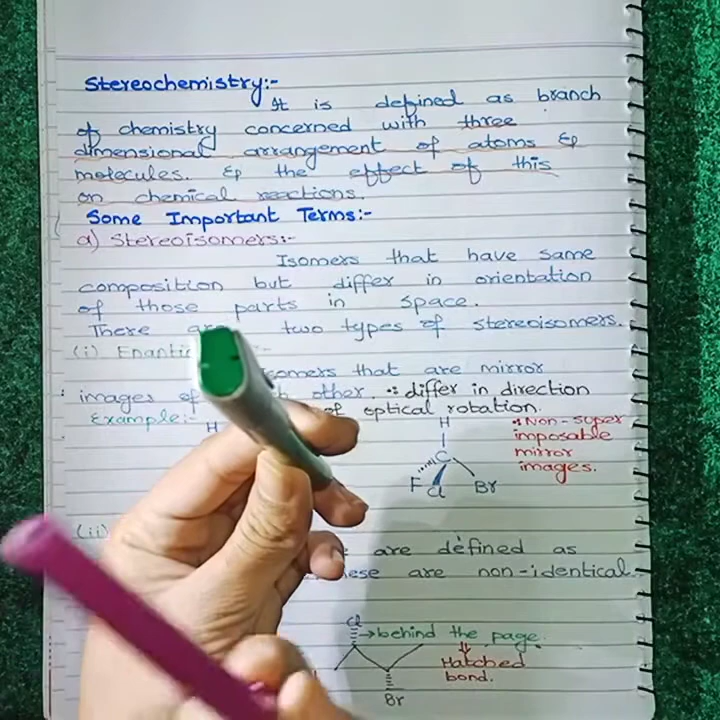 Stereochemistry:-
It is defined as branch
of chemistry concerned with three
dimensional arrangement of atoms &
molecules. & the effect of this
on chemical reactions.
Some Important Terms:-
a) Stereoisomers:-
Isomers that have same
composition but differ in orientation
of those parts in space.
There are two types of stereoisomers.
(i)
that are mirror
images of other. ∴ differ in direction
Example:- of optical rotation.
H
H
C
F Cl Br
∴ Non-super
imposable
mirror
images.
(ii)
are defined as
are non-identical
Cl
→behind the page.
Hatched
bond.
Br